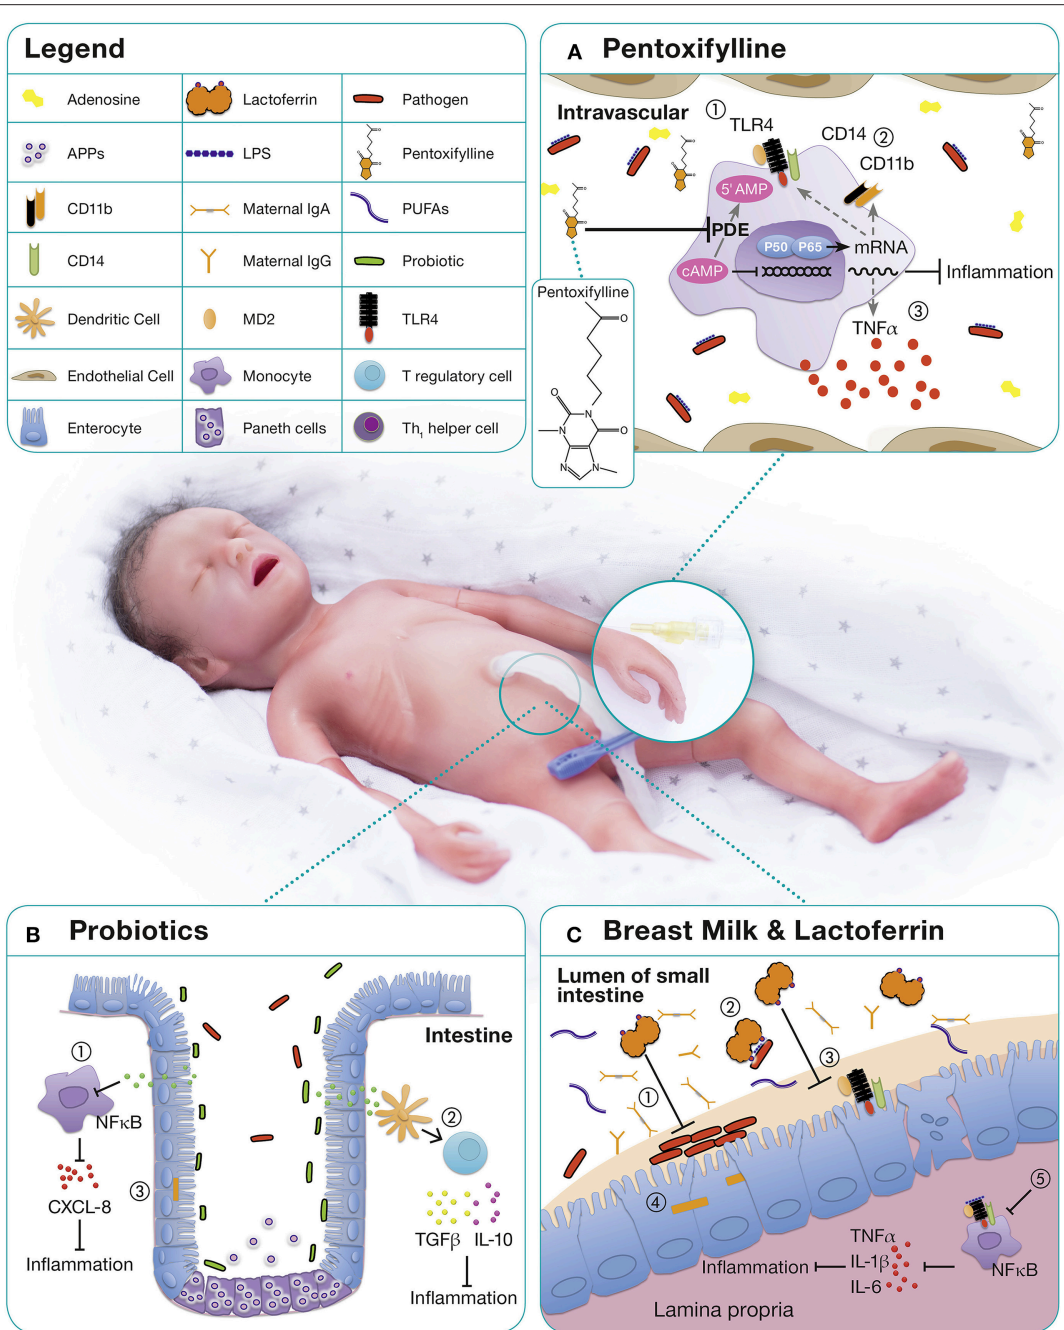 Legend
Adenosine
Lactoferrin
Pathogen
APPs
LPS
Pentoxifylline
CD11b
Maternal IgA
PUFAs
CD14
Maternal IgG
Probiotic
Dendritic Cell
MD2
TLR4
Endothelial Cell
Monocyte
T regulatory cell
Enterocyte
Paneth cells
Th₁ helper cell
A Pentoxifylline
Intravascular
①
TLR4
CD14 ②
CD11b
5' AMP
PDE
P50 P65
mRNA
cAMP
Inflammation
TNFα ③
Pentoxifylline
O
O
N
O
N
N
N
B Probiotics
Intestine
①
NFκB
②
③
CXCL-8
TGFβ IL-10
Inflammation
Inflammation
C Breast Milk & Lactoferrin
Lumen of small
intestine
②
③
①
④
⑤
TNFα
IL-1β
IL-6
Inflammation
NFκB
Lamina propria